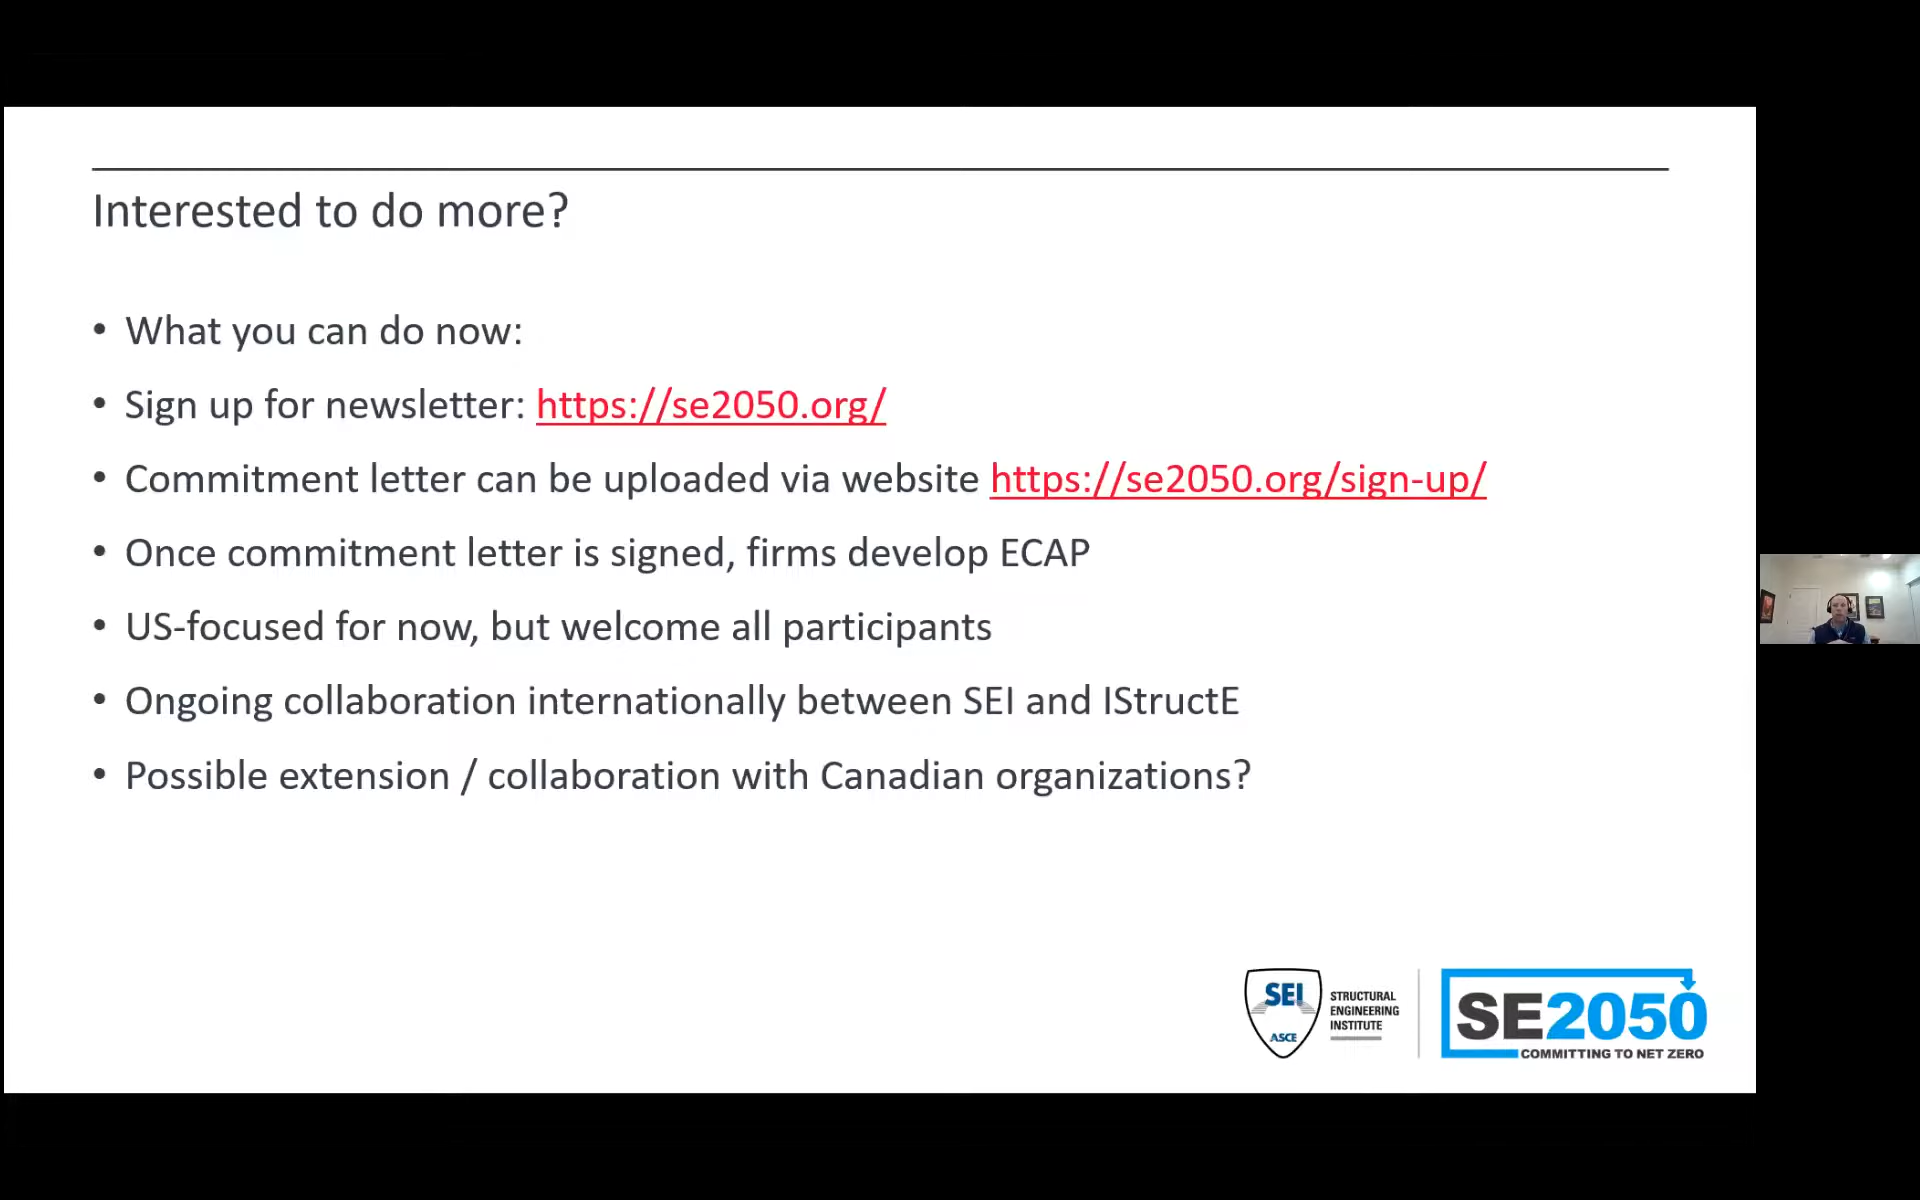 Interested to do more?
• What you can do now:
• Sign up for newsletter: https://se2050.org/
• Commitment letter can be uploaded via website https://se2050.org/sign-up/
• Once commitment letter is signed, firms develop ECAP
• US-focused for now, but welcome all participants
• Ongoing collaboration internationally between SEI and IStructE
• Possible extension / collaboration with Canadian organizations?
SEI
ASCE
STRUCTURAL
ENGINEERING
INSTITUTE
SE2050
COMMITTING TO NET ZERO